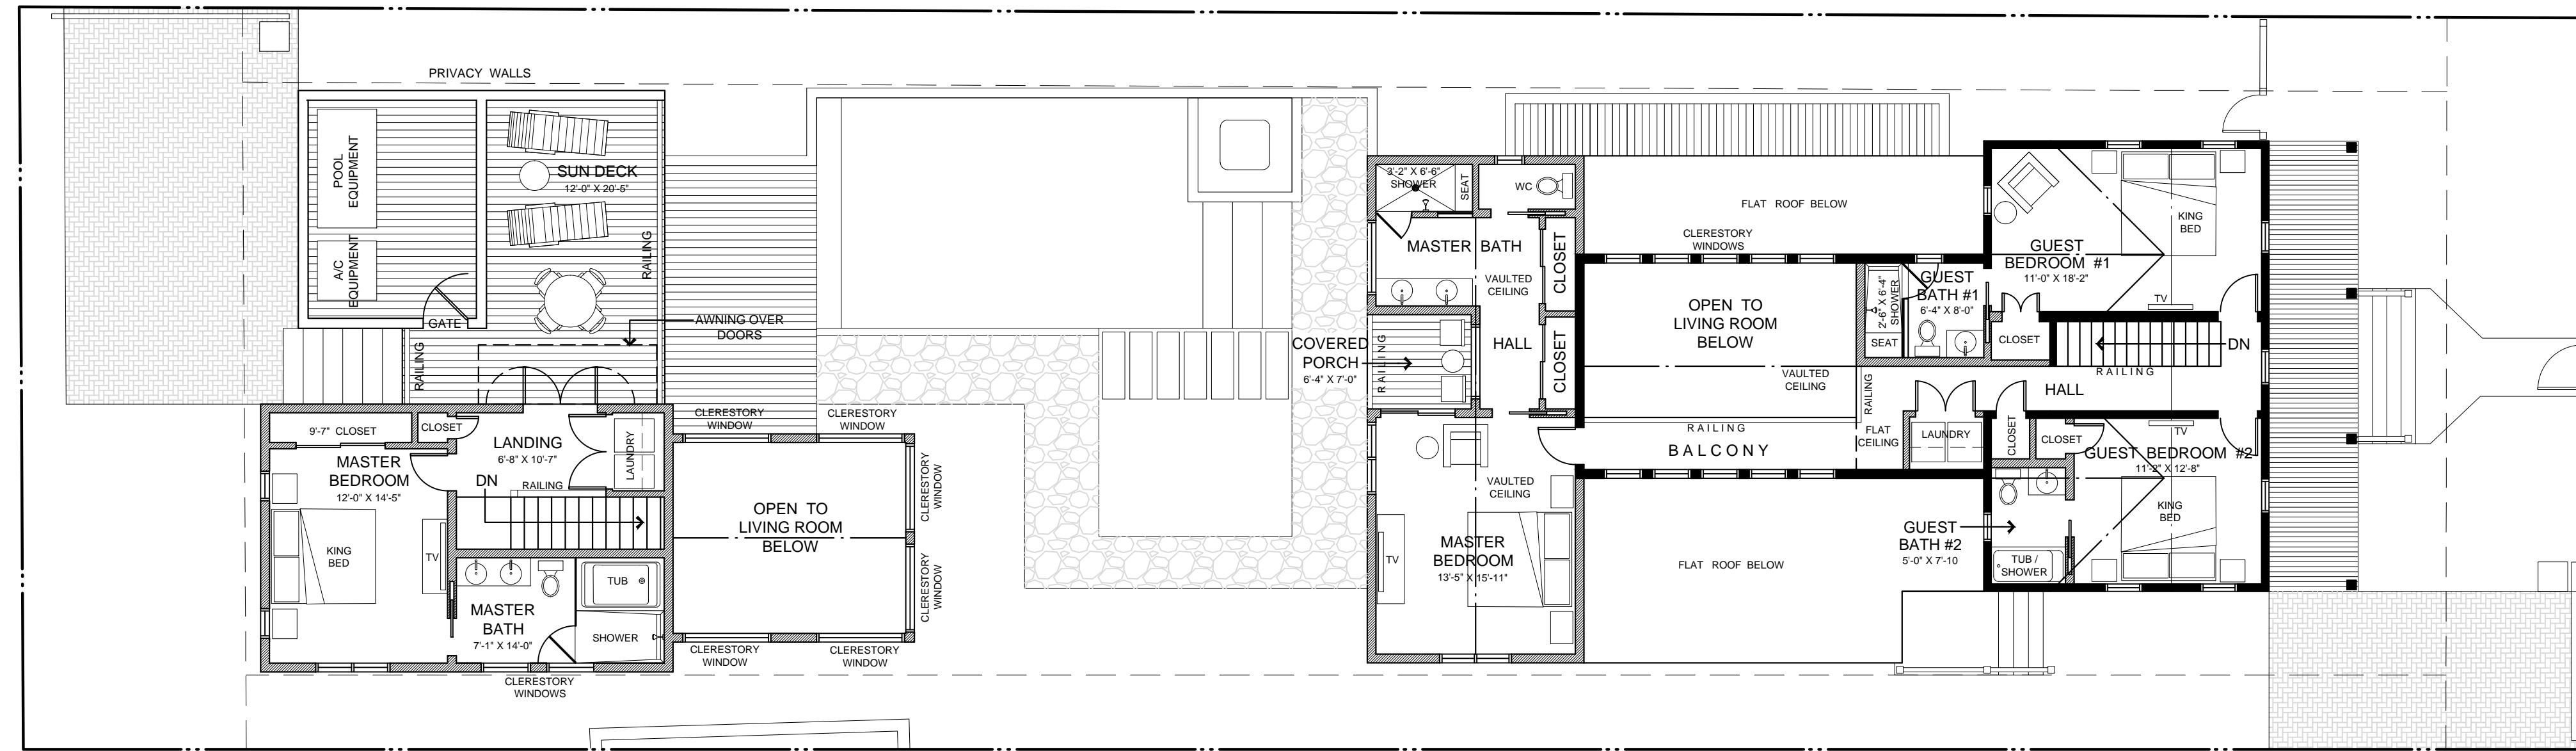 PRIVACY WALLS
POOL
EQUIPMENT
A/C
EQUIPMENT
SUN DECK
12'-0" X 20'-5"
RAILING
GATE
RAILING
AWNING OVER
DOORS
9'-7" CLOSET
CLOSET
LANDING
6'-8" X 10'-7"
LAUNDRY
MASTER
BEDROOM
12'-0" X 14'-5"
DN
RAILING
KING
BED
TV
MASTER
BATH
7'-1" X 14'-0"
TUB
SHOWER
CLERESTORY
WINDOWS
CLERESTORY
WINDOW
CLERESTORY
WINDOW
OPEN TO
LIVING ROOM
BELOW
CLERESTORY
WINDOW
CLERESTORY
WINDOW
CLERESTORY
WINDOW
CLERESTORY
WINDOW
3'-2" X 6'-6"
SHOWER
SEAT
WC
MASTER BATH
VAULTED
CEILING
CLOSET
COVERED
PORCH
6'-4" X 7'-0"
RAILING
HALL
CLOSET
VAULTED
CEILING
MASTER
BEDROOM
13'-5" X 15'-11"
TV
FLAT ROOF BELOW
CLERESTORY
WINDOWS
OPEN TO
LIVING ROOM
BELOW
VAULTED
CEILING
RAILING
BALCONY
RAILING
FLAT
CEILING
FLAT ROOF BELOW
2'-6" X 6'-4"
SHOWER
SEAT
GUEST
BATH #1
6'-4" X 8'-0"
GUEST
BEDROOM #1
11'-0" X 18'-2"
KING
BED
TV
CLOSET
DN
RAILING
HALL
LAUNDRY
CLOSET
CLOSET
TV
GUEST BEDROOM #2
11'-2" X 12'-8"
KING
BED
GUEST
BATH #2
5'-0" X 7'-10
TUB /
SHOWER